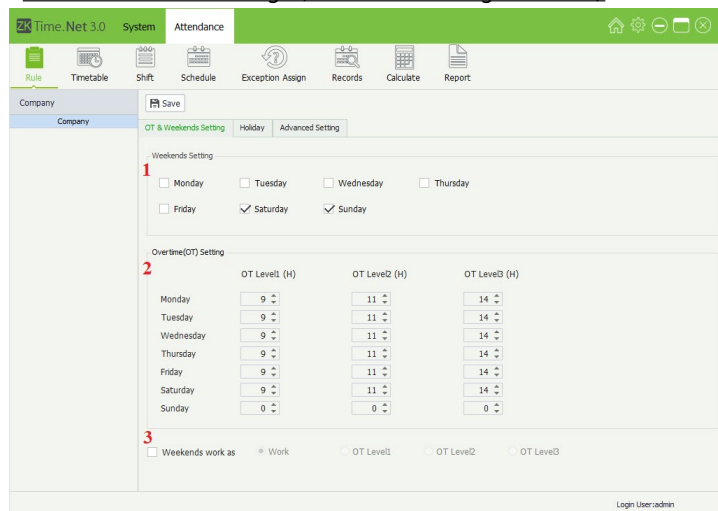 ZK Time.Net 3.0 System Attendance
Rule Timetable Shift Schedule Exception Assign Records Calculate Report
Company
Save
Company
OT & Weekends Setting Holiday Advanced Setting
Weekends Setting
1
Monday Tuesday Wednesday Thursday
Friday Saturday Sunday
Overtime(OT) Setting
2
OT Level1 (H) OT Level2 (H) OT Level3 (H)
Monday 9 11 14
Tuesday 9 11 14
Wednesday 9 11 14
Thursday 9 11 14
Friday 9 11 14
Saturday 9 11 14
Sunday 0 0 0
3
Weekends work as Work OT Level1 OT Level2 OT Level3
Login User:admin